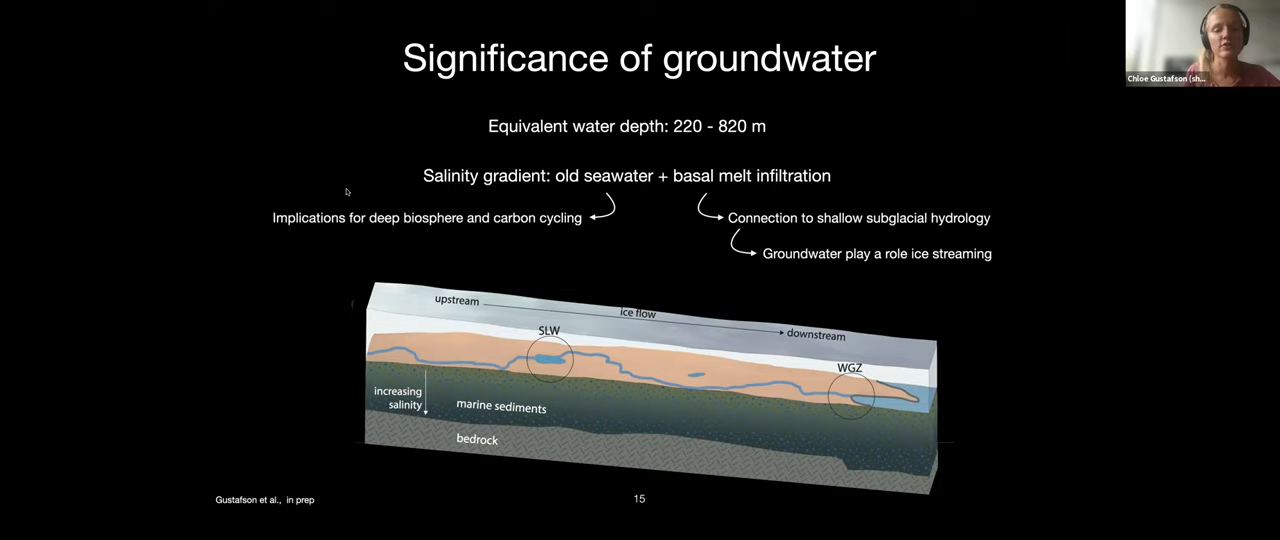 Significance of groundwater
Chloe Gustafson (sh...
Equivalent water depth: 220 - 820 m
Salinity gradient: old seawater + basal melt infiltration
Implications for deep biosphere and carbon cycling
Connection to shallow subglacial hydrology
Groundwater play a role ice streaming
upstream
ice flow
downstream
SLW
WGZ
increasing
salinity
marine sediments
bedrock
Gustafson et al., in prep
15